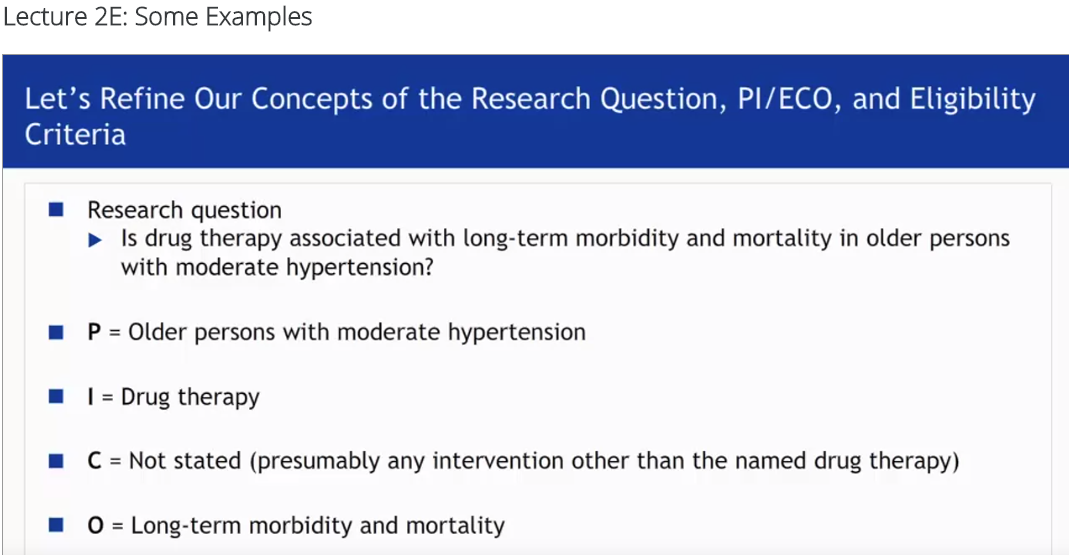 Lecture 2E: Some Examples
Let's Refine Our Concepts of the Research Question, PI/ECO, and Eligibility
Criteria
Research question
Is drug therapy associated with long-term morbidity and mortality in older persons
with moderate hypertension?
P = Older persons with moderate hypertension
I = Drug therapy
C = Not stated (presumably any intervention other than the named drug therapy)
O = Long-term morbidity and mortality